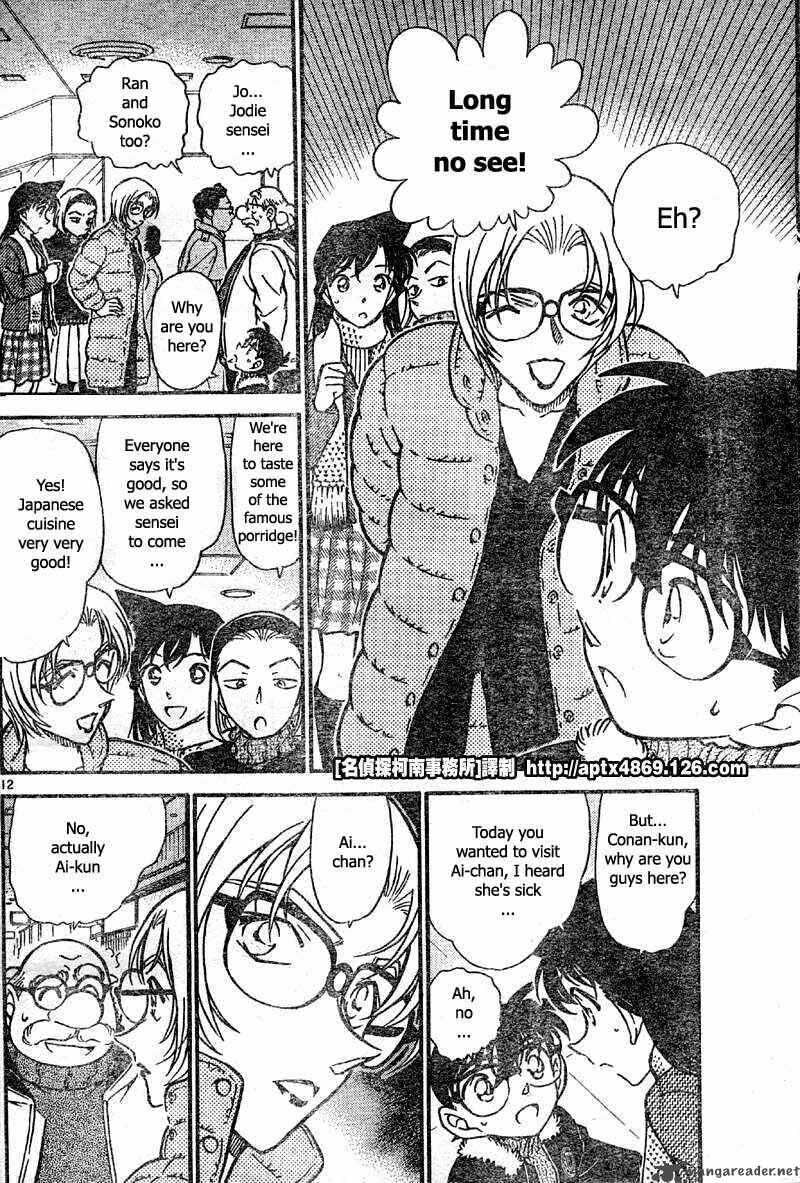 Long
time
no see!
Eh?
Jo...
Jodie
sensei
...
Ran
and
Sonoko
too?
Why
are you
here?
We're
here
to taste
some
of the
famous
porridge!
Everyone
says it's
good, so
we asked
sensei
to come
...
Yes!
Japanese
cuisine
very very
good!
[名偵探柯南事務所]譯制 http://aptx4869.126.com
12
But...
Conan-kun,
why are you
guys here?
Today you
wanted to visit
Ai-chan, I heard
she's sick
...
Ah,
no
...
Ai...
chan?
No,
actually
Ai-kun
...
mangareader.net